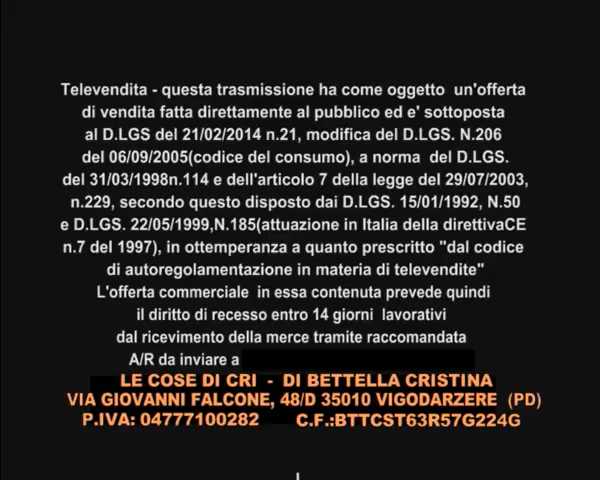 Televendita - questa trasmissione ha come oggetto un'offerta
di vendita fatta direttamente al pubblico ed e' sottoposta
al D.LGS del 21/02/2014 n.21, modifica del D.LGS. N.206
del 06/09/2005(codice del consumo), a norma del D.LGS.
del 31/03/1998n.114 e dell'articolo 7 della legge del 29/07/2003,
n.229, secondo questo disposto dai D.LGS. 15/01/1992, N.50
e D.LGS. 22/05/1999,N.185(attuazione in Italia della direttivaCE
n.7 del 1997), in ottemperanza a quanto prescritto "dal codice
di autoregolamentazione in materia di televendite"
L'offerta commerciale in essa contenuta prevede quindi
il diritto di recesso entro 14 giorni lavorativi
dal ricevimento della merce tramite raccomandata
A/R da inviare a
LE COSE DI CRI - DI BETTELLA CRISTINA
VIA GIOVANNI FALCONE, 48/D 35010 VIGODARZERE (PD)
P.IVA: 04777100282 C.F.:BTTCST63R57G224G